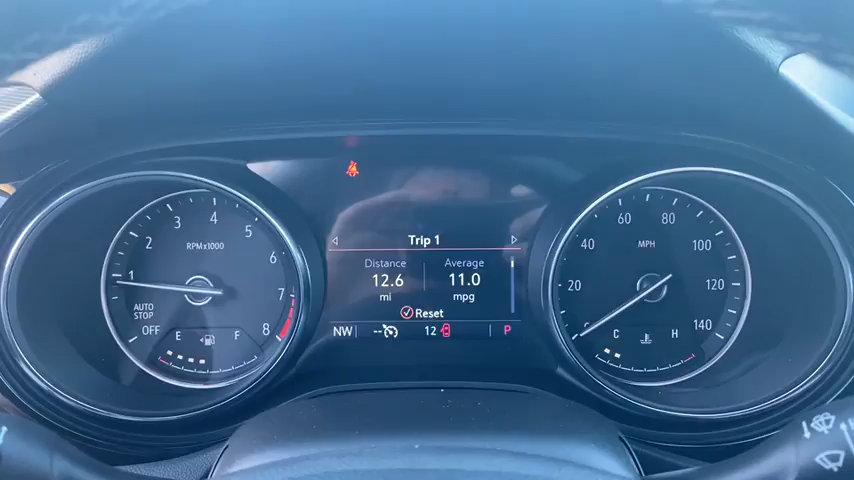 Trip 1
Distance Average
12.6 11.0
mi mpg
Reset
NW -- 12 P
RPMx1000
1 2 3 4 5 6 7 8
AUTO
STOP
OFF
E F
MPH
20 40 60 80 100 120 140
C H